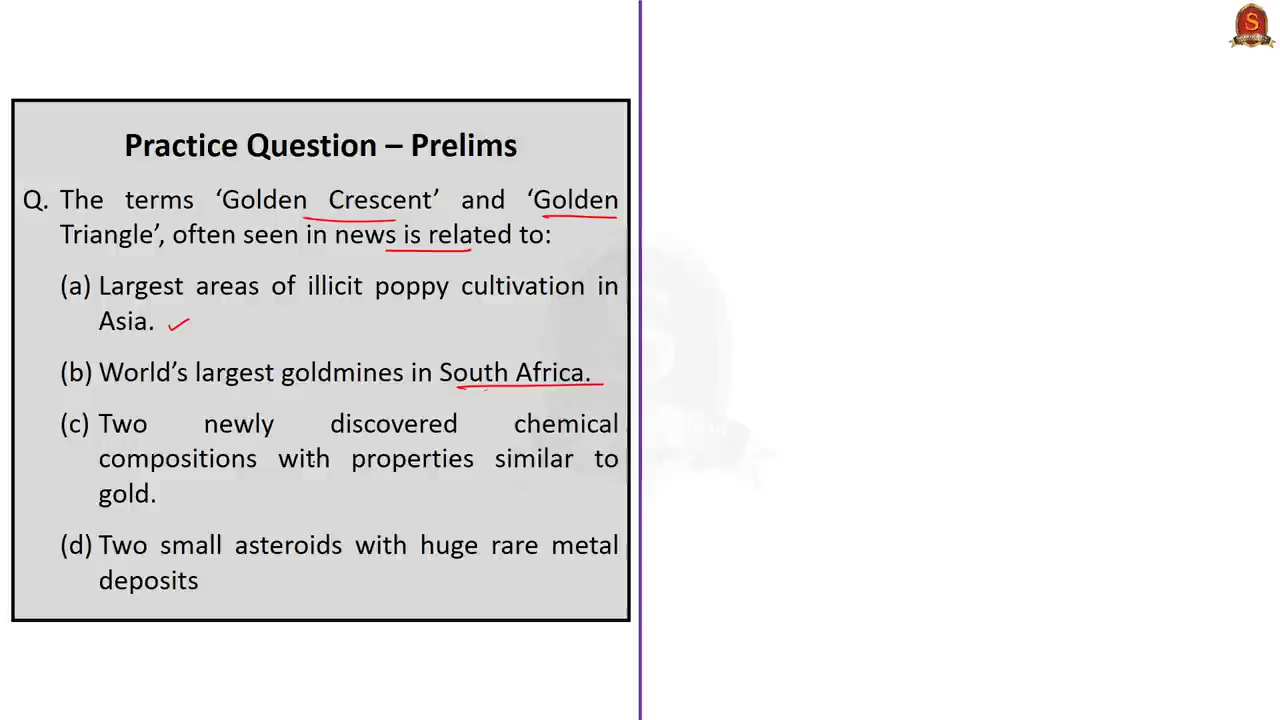 Practice Question – Prelims
Q. The terms ‘Golden Crescent’ and ‘Golden
Triangle’, often seen in news is related to:
(a) Largest areas of illicit poppy cultivation in
Asia.
(b) World’s largest goldmines in South Africa.
(c) Two newly discovered chemical
compositions with properties similar to
gold.
(d) Two small asteroids with huge rare metal
deposits
S